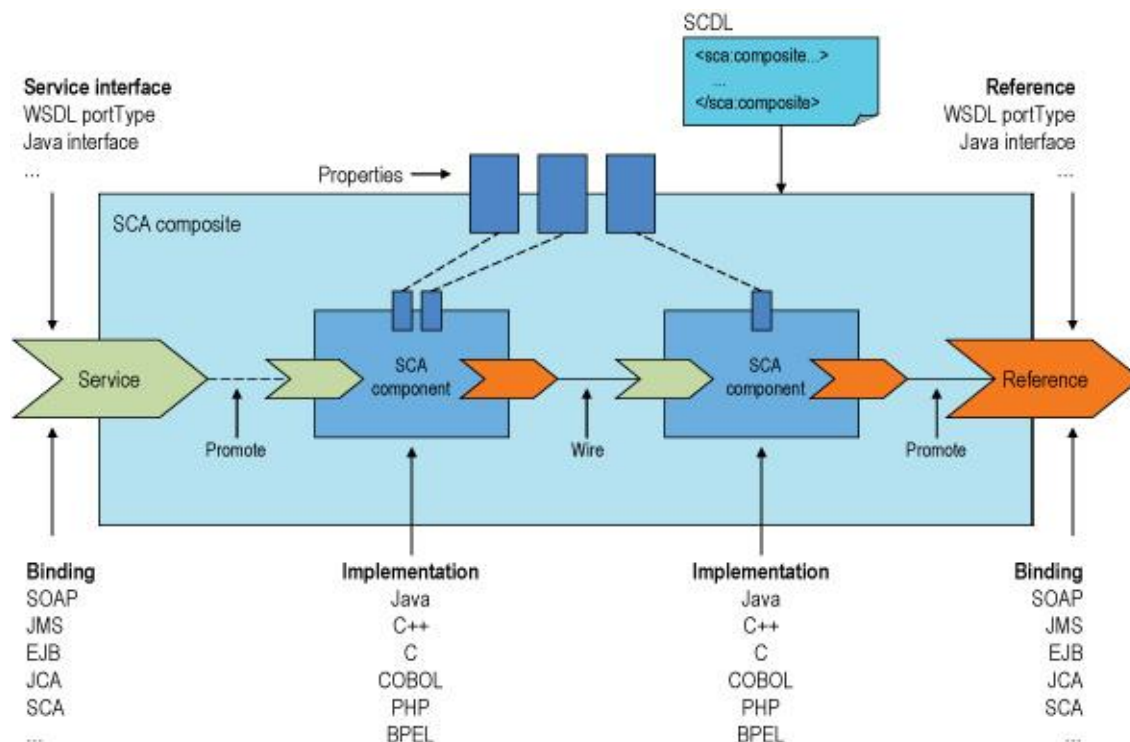 SCDL
<sca:composite...>
...
</sca:composite>
Service interface
WSDL portType
Java interface
...
Reference
WSDL portType
Java interface
...
Properties
SCA composite
Service
SCA
component
SCA
component
Reference
Promote
Wire
Promote
Binding
SOAP
JMS
EJB
JCA
SCA
...
Implementation
Java
C++
C
COBOL
PHP
BPEL
Implementation
Java
C++
C
COBOL
PHP
BPEL
Binding
SOAP
JMS
EJB
JCA
SCA
...